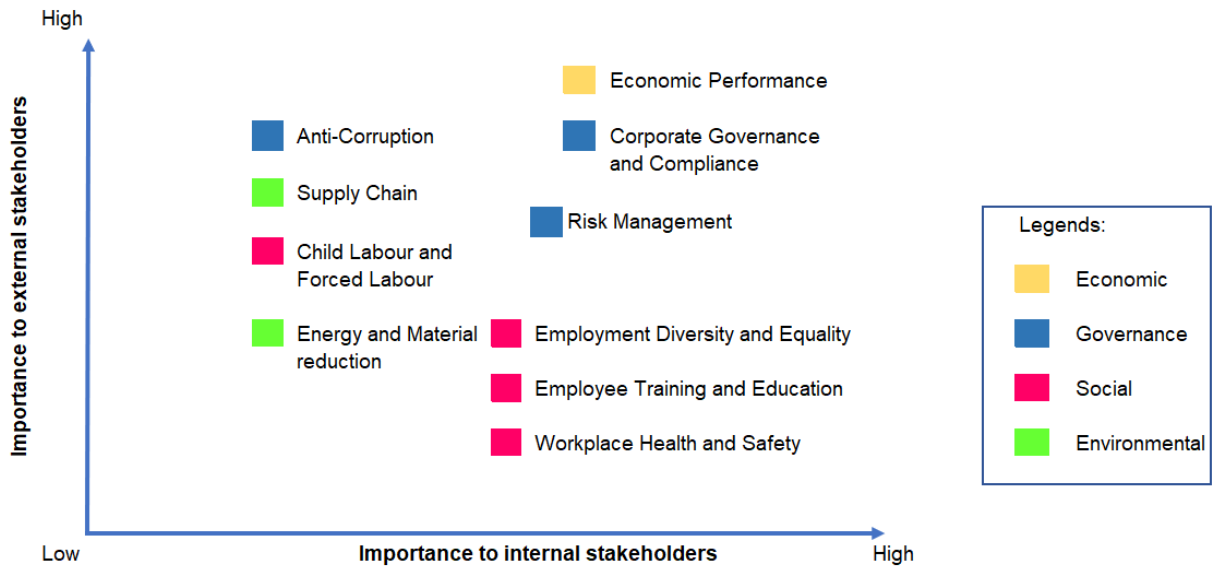 High
Importance to external stakeholders
Economic Performance
Anti-Corruption
Corporate Governance
and Compliance
Supply Chain
Risk Management
Child Labour and
Forced Labour
Energy and Material
reduction
Employment Diversity and Equality
Employee Training and Education
Workplace Health and Safety
Legends:
Economic
Governance
Social
Environmental
Low
Importance to internal stakeholders
High